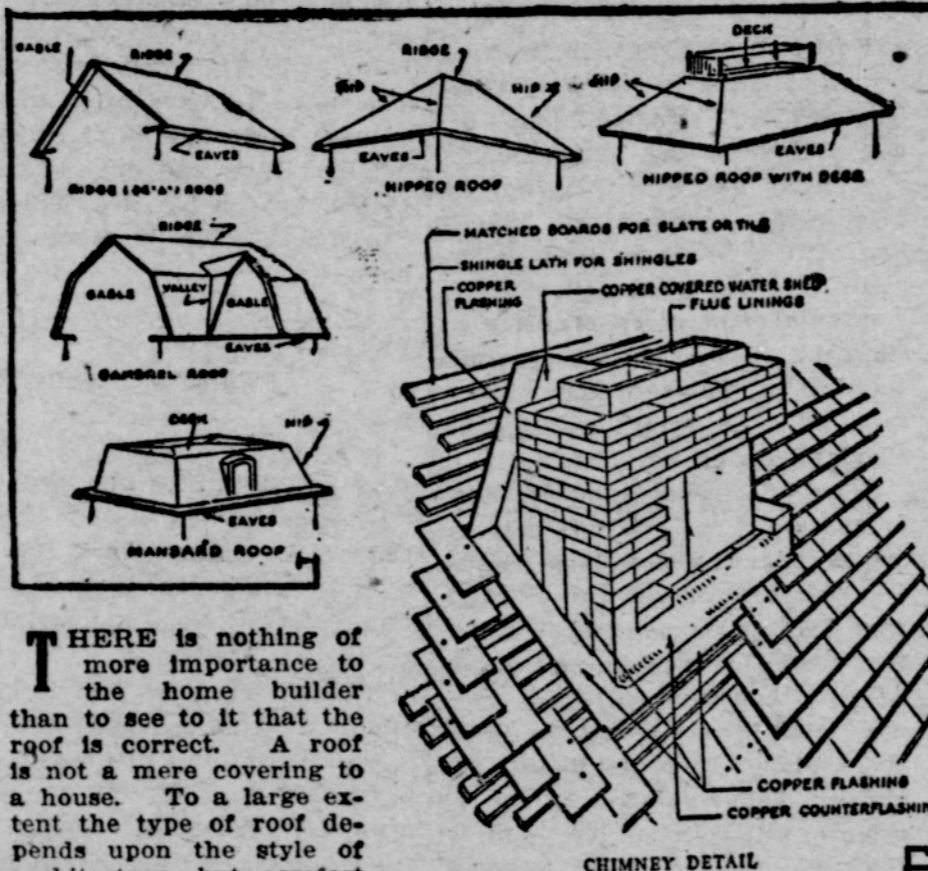 GABLE
RIDGE
EAVES
RIDGE (OR "A") ROOF
RIDGE
HIP
HIP
EAVES
HIPPED ROOF
DECK
HIP
EAVES
HIPPED ROOF WITH DECK
RIDGE
GABLE
VALLEY
GABLE
EAVES
GAMBREL ROOF
DECK
HIP
EAVES
MANSARD ROOF
MATCHED BOARDS FOR SLATE OR TILE
SHINGLE LATH FOR SHINGLES
COPPER
FLASHING
COPPER COVERED WATER SHED
FLUE LININGS
COPPER FLASHING
COPPER COUNTERFLASHIN
CHIMNEY DETAIL
THERE is nothing of
more importance to
the home builder
than to see to it that the
roof is correct. A roof
is not a mere covering to
a house. To a large ex-
tent the type of roof de-
pends upon the style of